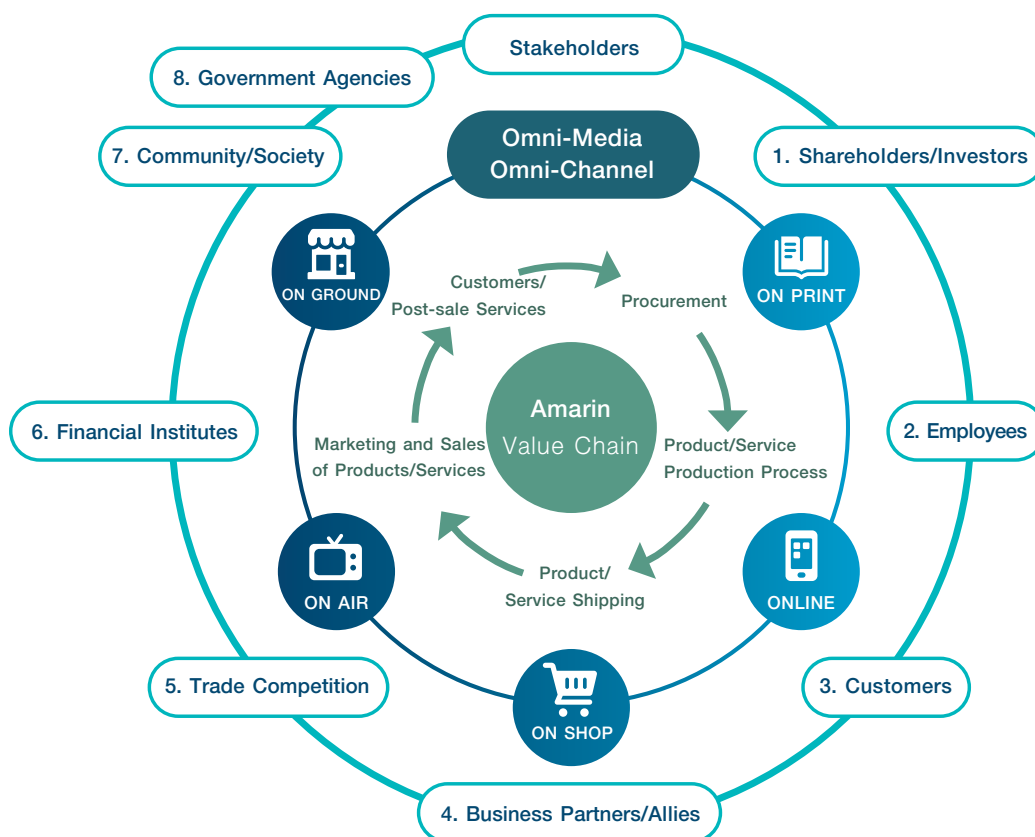 Stakeholders
8. Government Agencies
7. Community/Society
Omni-Media
Omni-Channel
1. Shareholders/Investors
ON GROUND
ON PRINT
Customers/
Post-sale Services
Procurement
6. Financial Institutes
Amarin
Value Chain
2. Employees
Marketing and Sales
of Products/Services
Product/Service
Production Process
Product/
Service Shipping
ON AIR
ONLINE
5. Trade Competition
3. Customers
ON SHOP
4. Business Partners/Allies